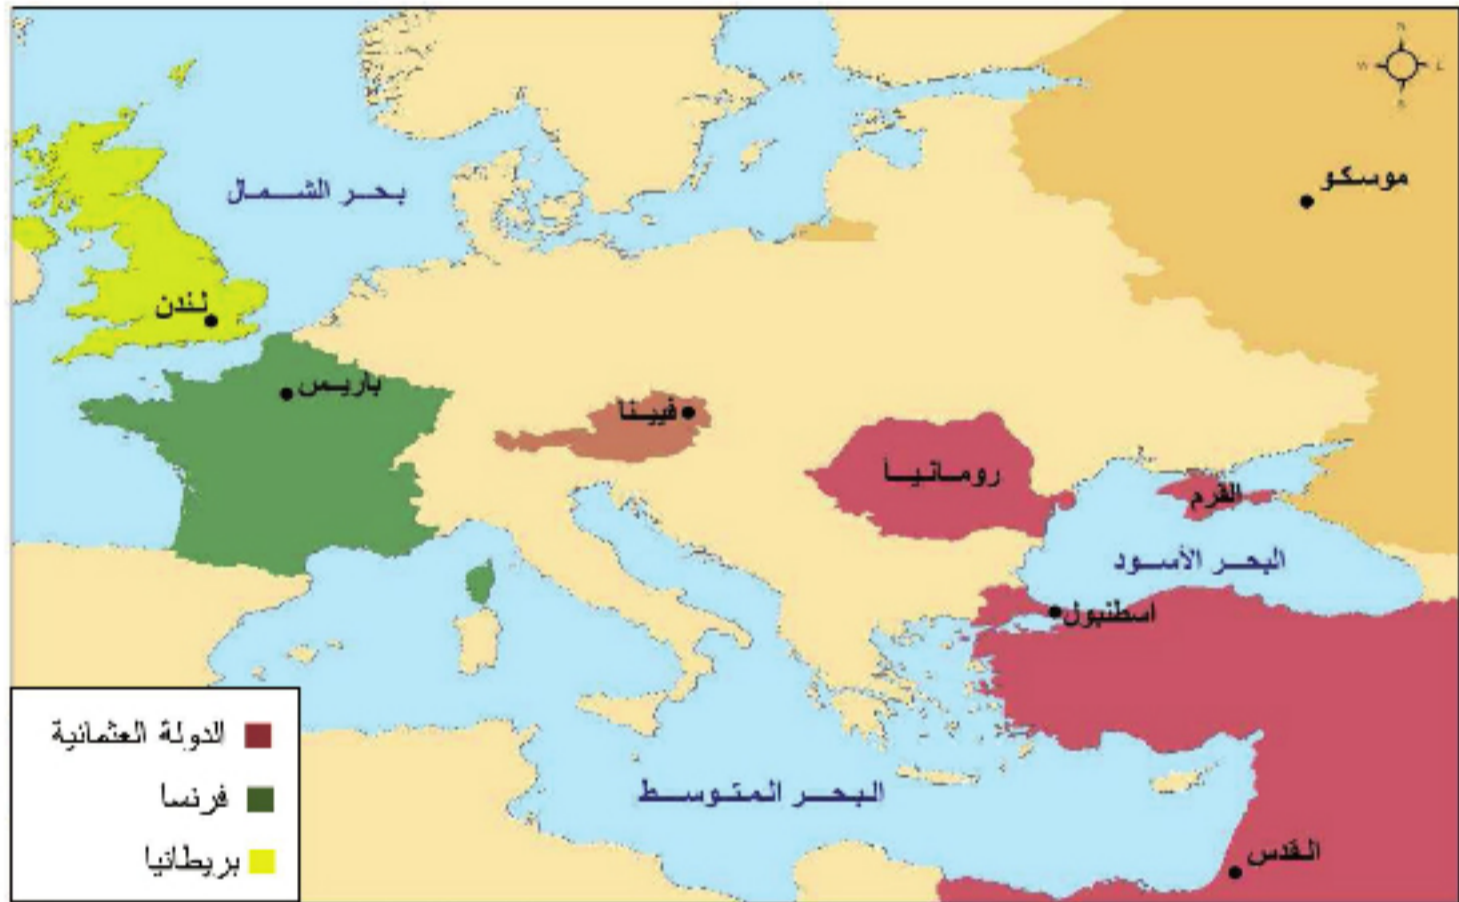 N
W E
S
موسكو
بحر الشمال
لندن
باريس
فيينا
رومانيا
القرم
البحر الأسود
اسطنبول
البحر المتوسط
القدس
الدولة العثمانية
فرنسا
بريطانيا